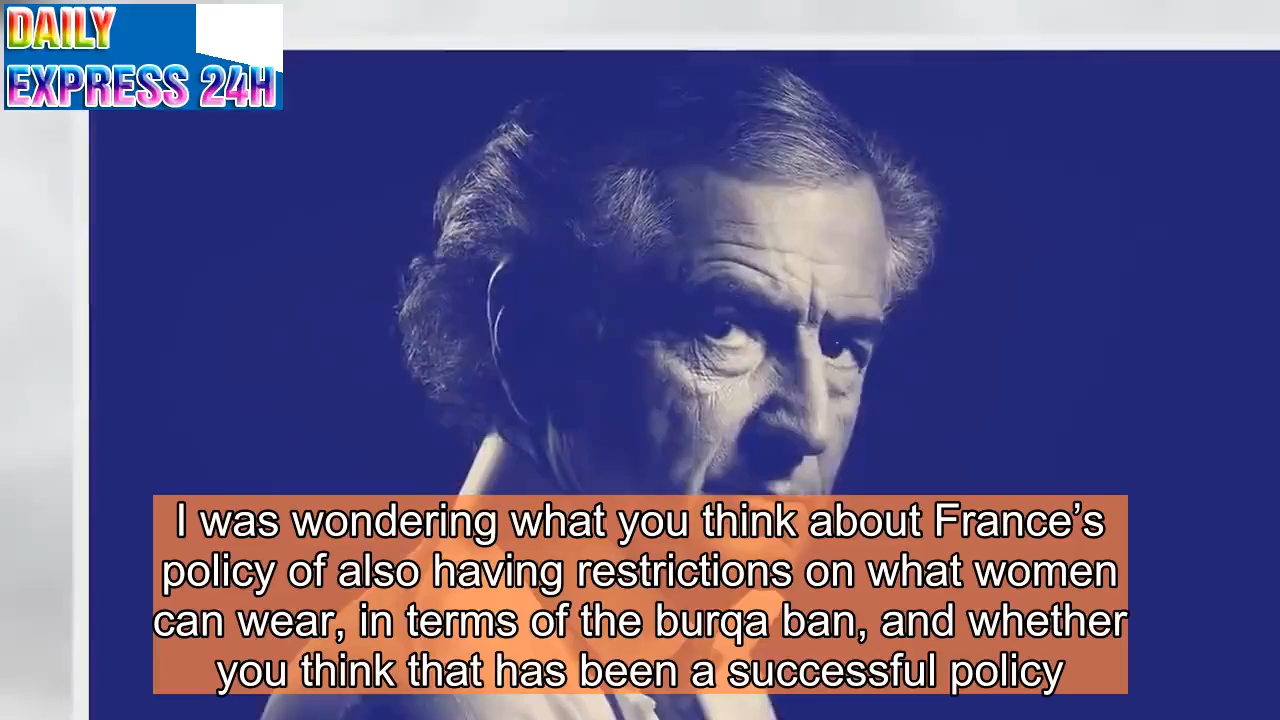 DAILY
EXPRESS 24H
I was wondering what you think about France’s
policy of also having restrictions on what women
can wear, in terms of the burqa ban, and whether
you think that has been a successful policy